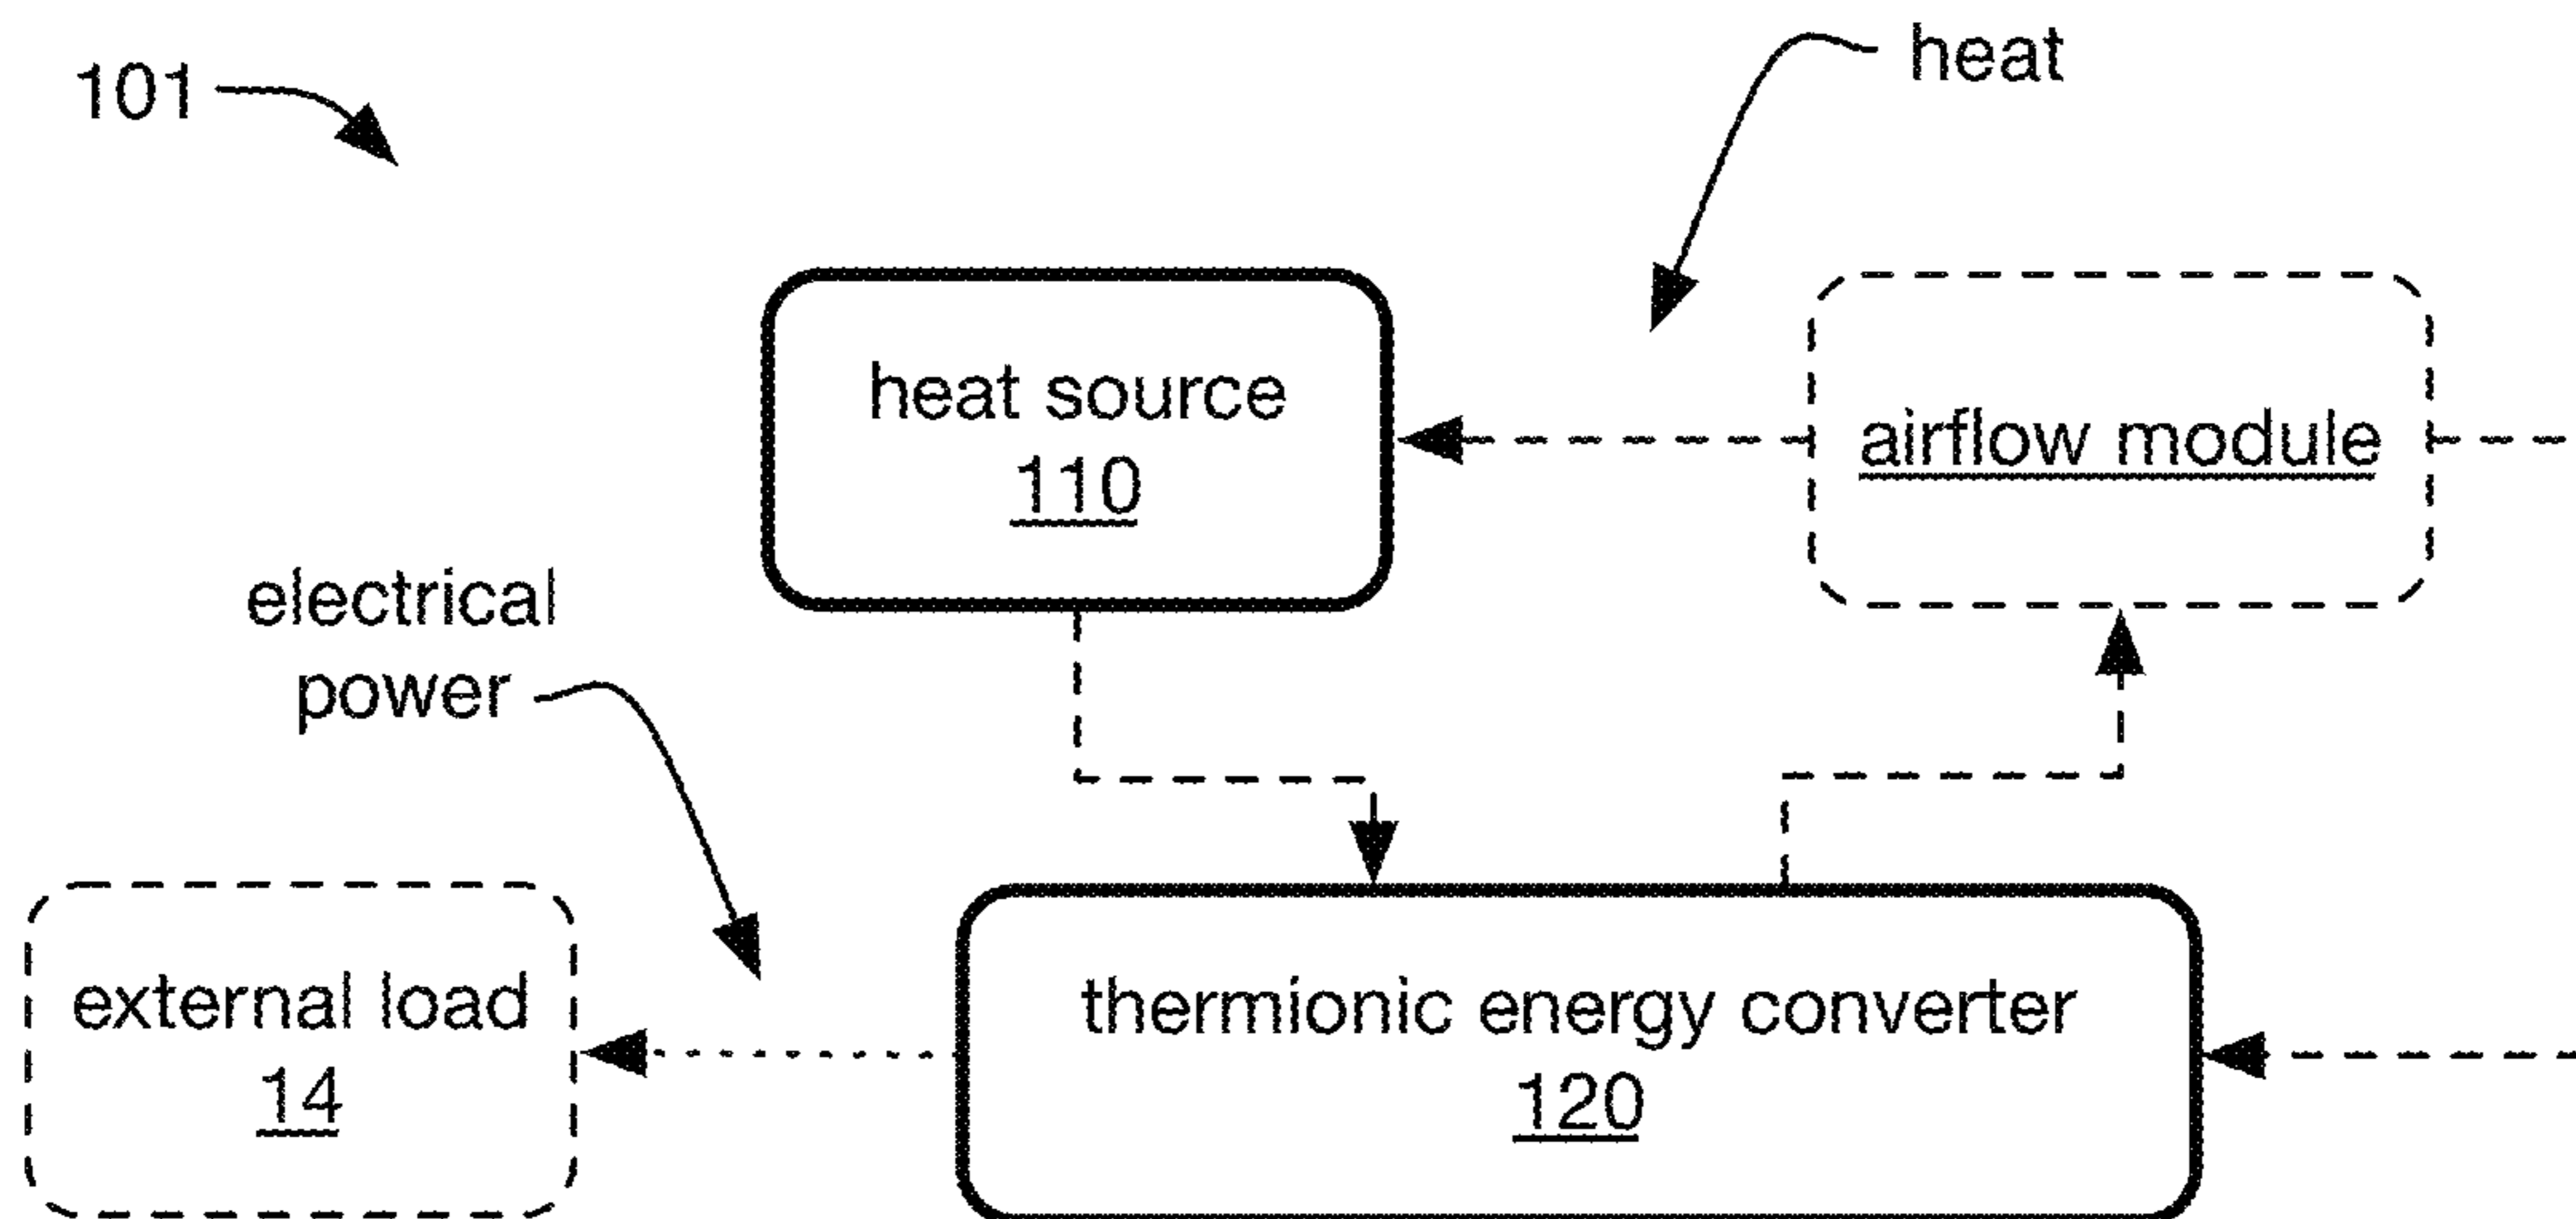 101
heat
heat source
110
airflow module
electrical
power
external load
14
thermionic energy converter
120